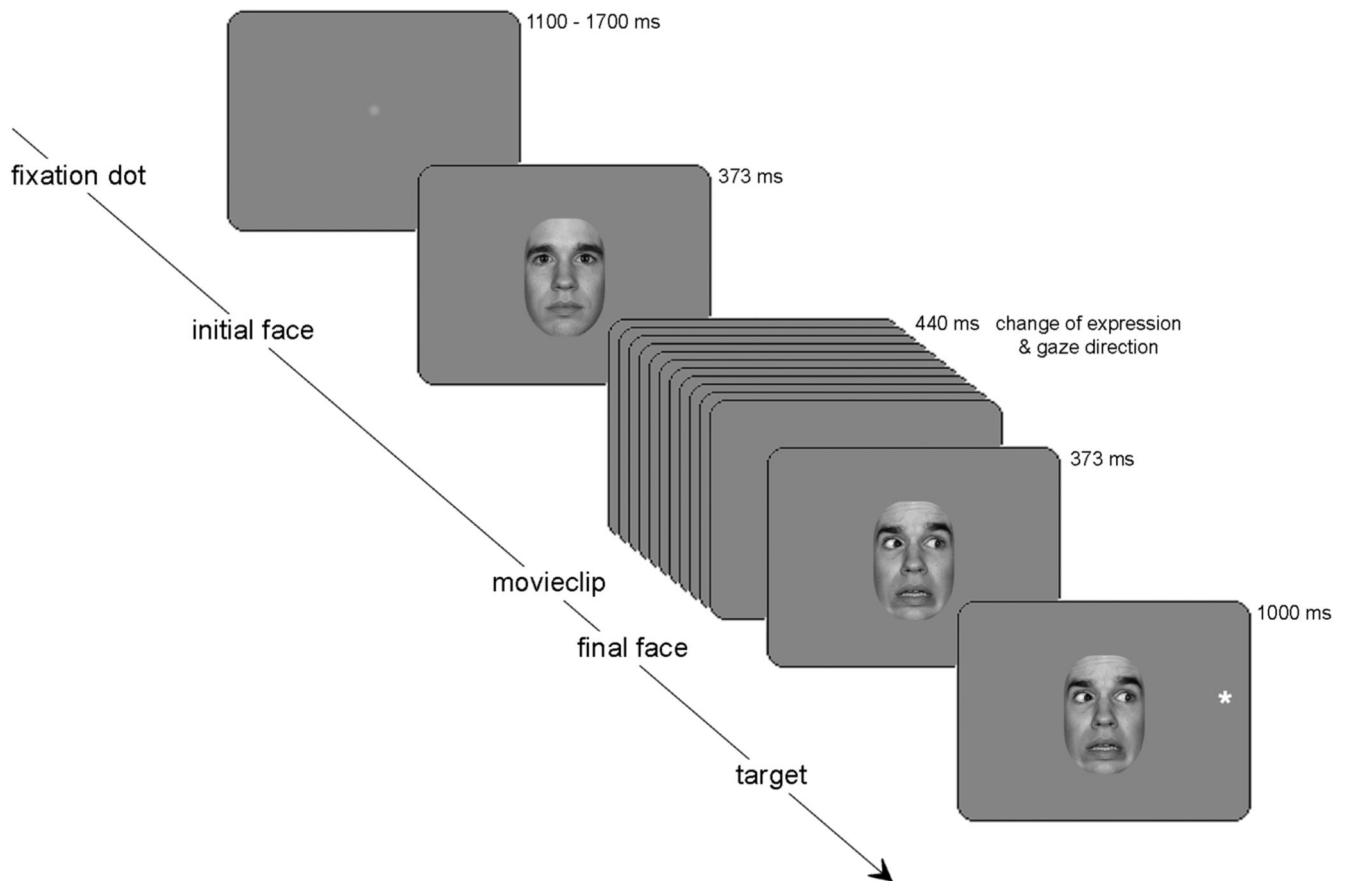 1100 - 1700 ms
fixation dot
373 ms
initial face
440 ms change of expression
& gaze direction
373 ms
movieclip
final face
1000 ms
*
target